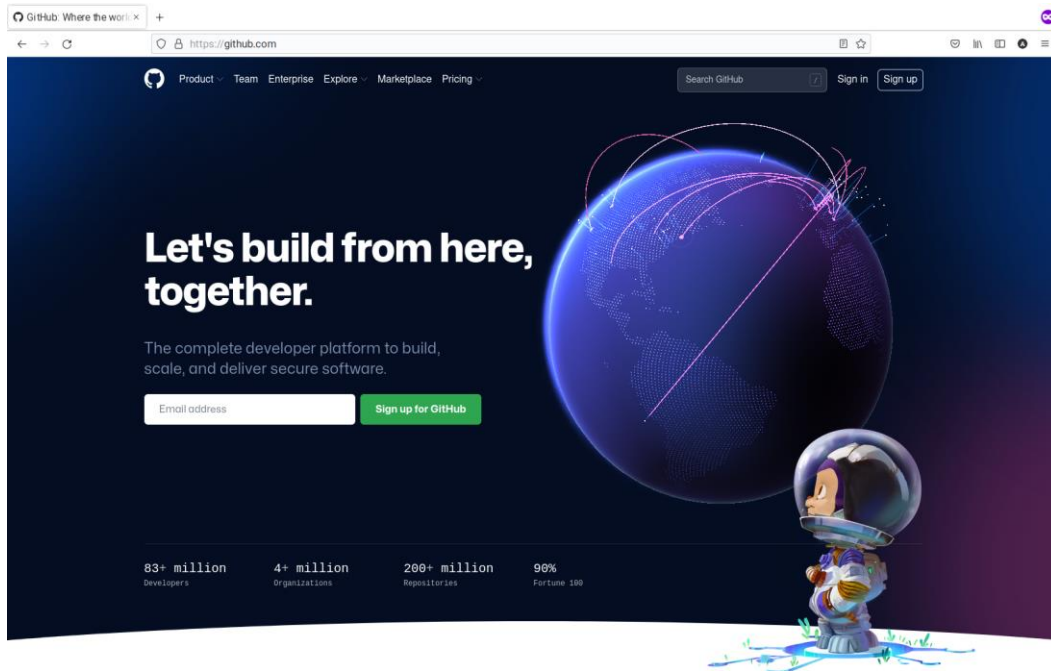 GitHub: Where the worl
https://github.com
Product Team Enterprise Explore Marketplace Pricing
Search GitHub /
Sign in Sign up
Let's build from here,
together.
The complete developer platform to build,
scale, and deliver secure software.
Email address
Sign up for GitHub
83+ million
Developers
4+ million
Organizations
200+ million
Repositories
90%
Fortune 100